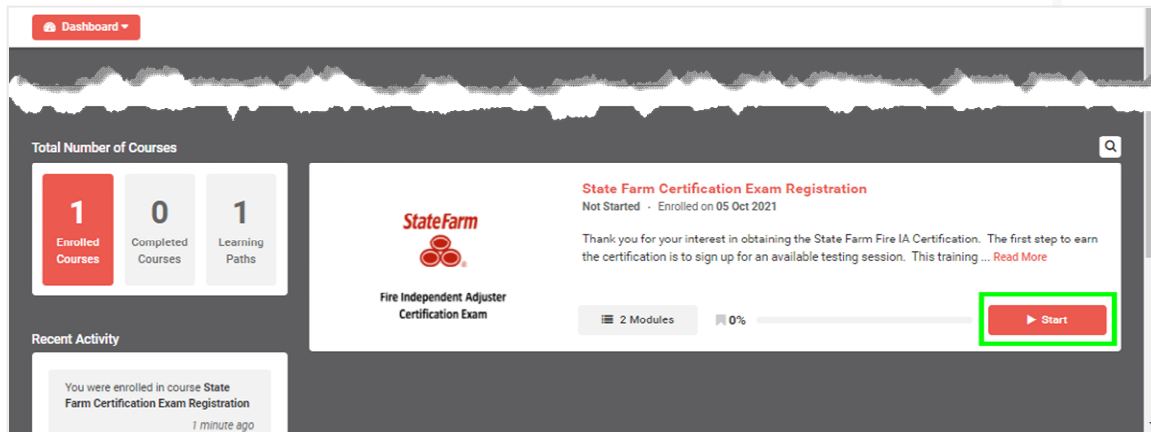 Dashboard
Total Number of Courses
1
Enrolled
Courses
0
Completed
Courses
1
Learning
Paths
State Farm
Fire Independent Adjuster
Certification Exam
State Farm Certification Exam Registration
Not Started - Enrolled on 05 Oct 2021
Thank you for your interest in obtaining the State Farm Fire IA Certification. The first step to earn
the certification is to sign up for an available testing session. This training ... Read More
2 Modules
0%
Start
Recent Activity
You were enrolled in course State
Farm Certification Exam Registration
1 minute ago